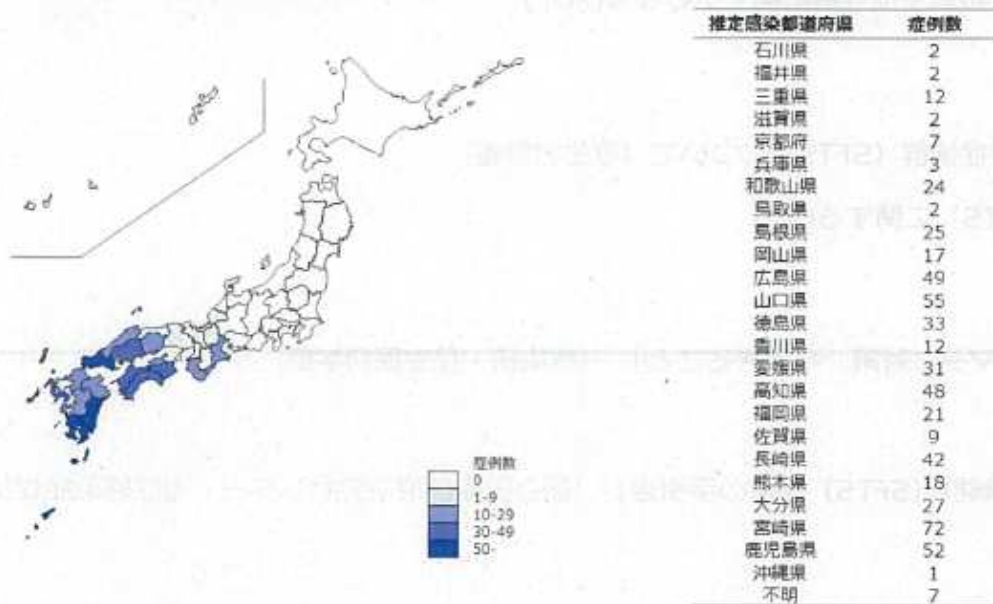 推定感染都道府県 症例数
石川県 2
福井県 2
三重県 12
滋賀県 2
京都府 7
兵庫県 3
和歌山県 24
鳥取県 2
島根県 25
岡山県 17
広島県 49
山口県 55
徳島県 33
香川県 12
愛媛県 31
高知県 48
福岡県 21
佐賀県 9
長崎県 42
熊本県 18
大分県 27
宮崎県 72
鹿児島県 52
沖縄県 1
不明 7
症例数
0
1-9
10-29
30-49
50-